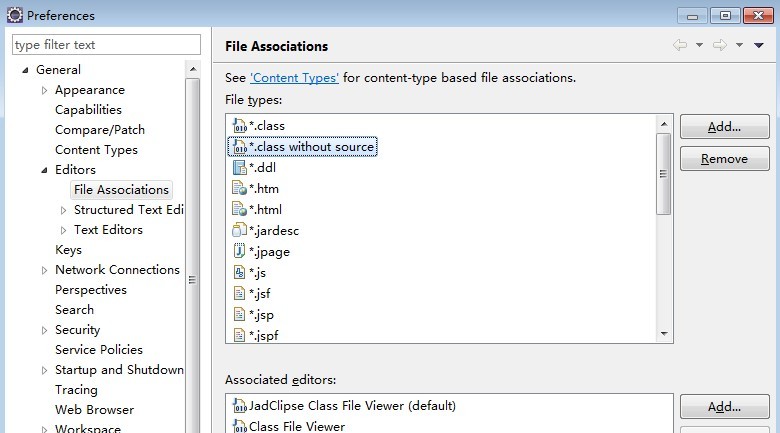 Preferences
type filter text
General
Appearance
Capabilities
Compare/Patch
Content Types
Editors
File Associations
Structured Text Edi
Text Editors
Keys
Network Connections
Perspectives
Search
Security
Service Policies
Startup and Shutdown
Tracing
Web Browser
Workspace
File Associations
See 'Content Types' for content-type based file associations.
File types:
*.class
*.class without source
*.ddl
*.htm
*.html
*.jardesc
*.jpage
*.js
*.jsf
*.jsp
*.jspf
Add...
Remove
Associated editors:
JadClipse Class File Viewer (default)
Class File Viewer
Add...